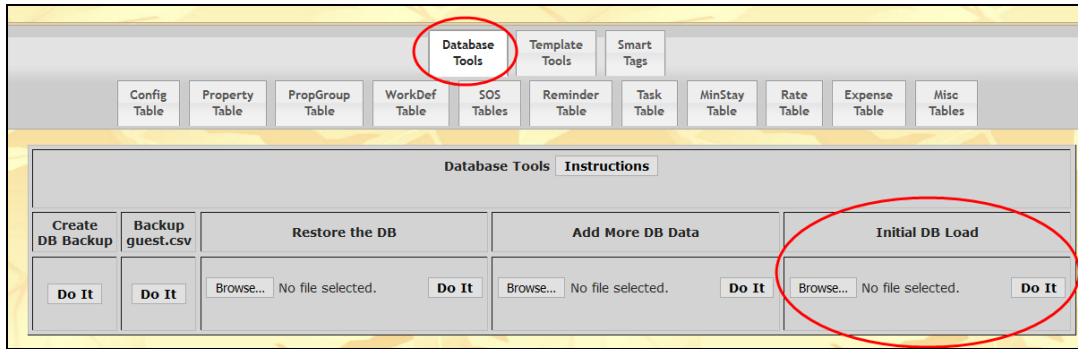 Database Tools Template Tools Smart Tags
Config Table Property Table PropGroup Table WorkDef Table SOS Tables Reminder Table Task Table MinStay Table Rate Table Expense Table Misc Tables
Database Tools Instructions
Create DB Backup Backup guest.csv Restore the DB Add More DB Data Initial DB Load
Do It Do It Browse... No file selected. Do It Browse... No file selected. Do It Browse... No file selected. Do It